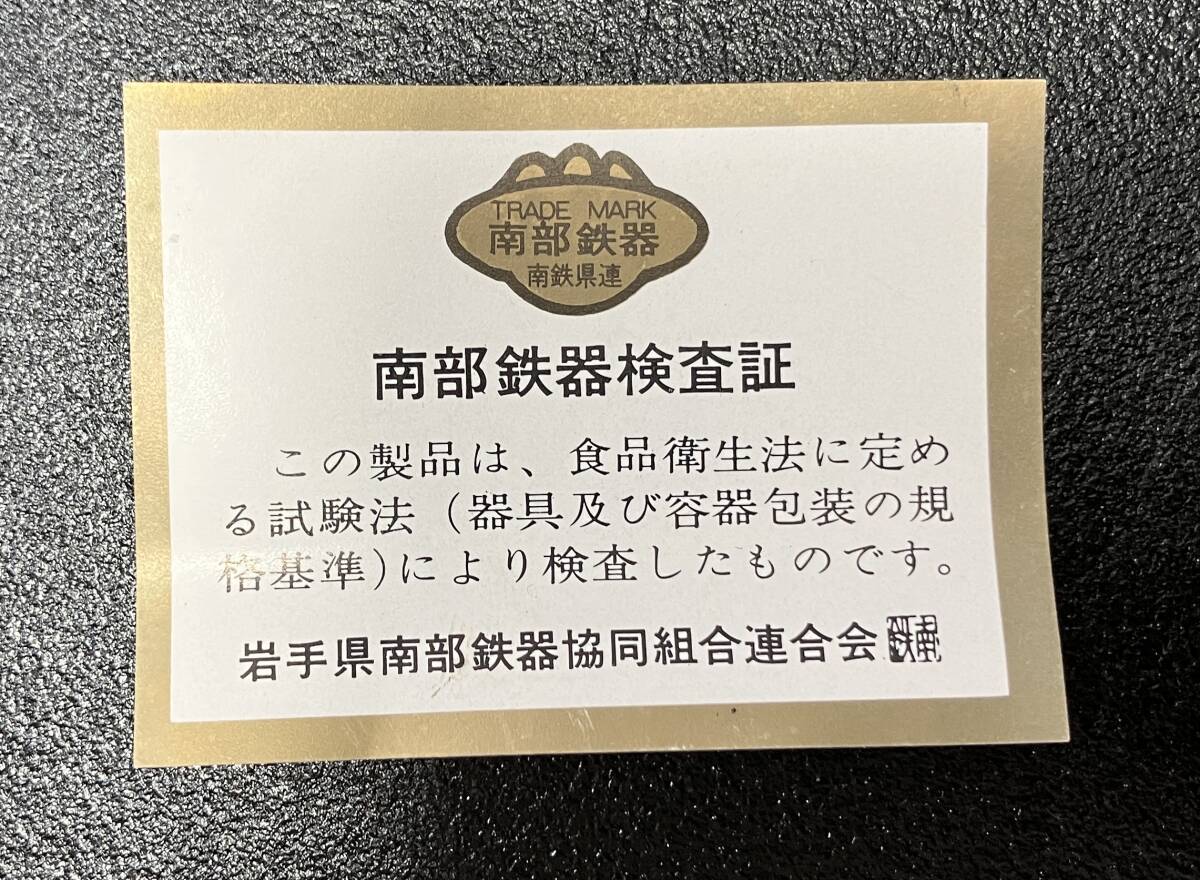 TRADE MARK
南部鉄器
南鉄県連
南部鉄器検査証
この製品は、食品衛生法に定め
る試験法(器具及び容器包装の規
格基準)により検査したものです。
岩手県南部鉄器協同組合連合会